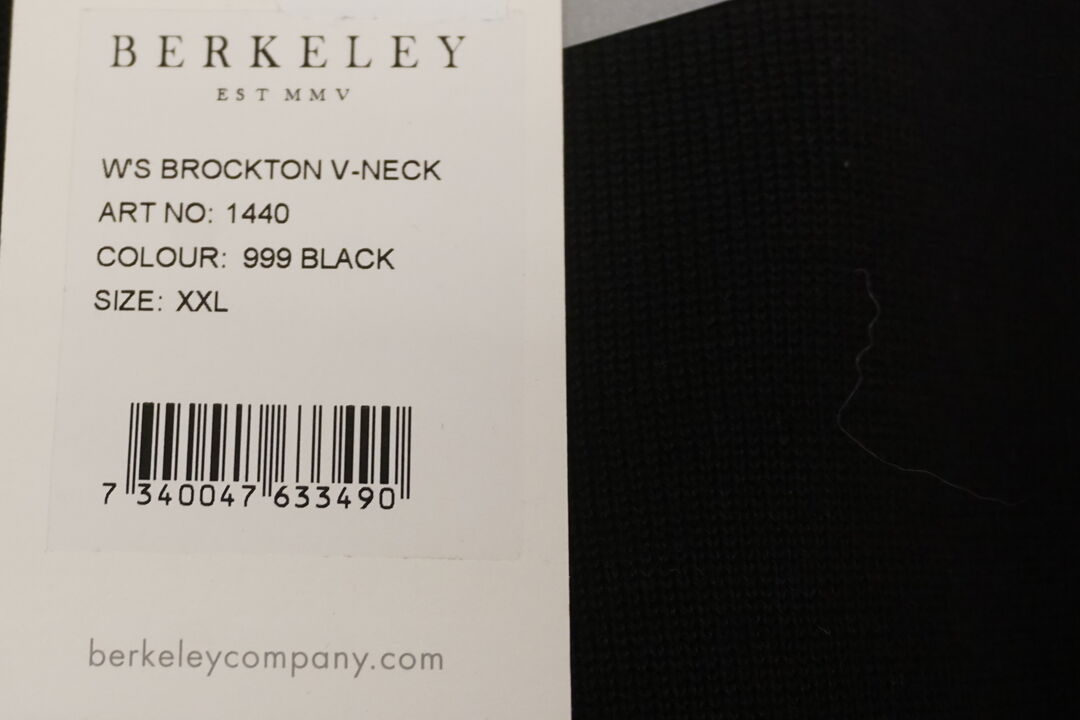 BERKELEY
EST MMV
W'S BROCKTON V-NECK
ART NO: 1440
COLOUR: 999 BLACK
SIZE: XXL
7 340047 633490
berkeleycompany.com